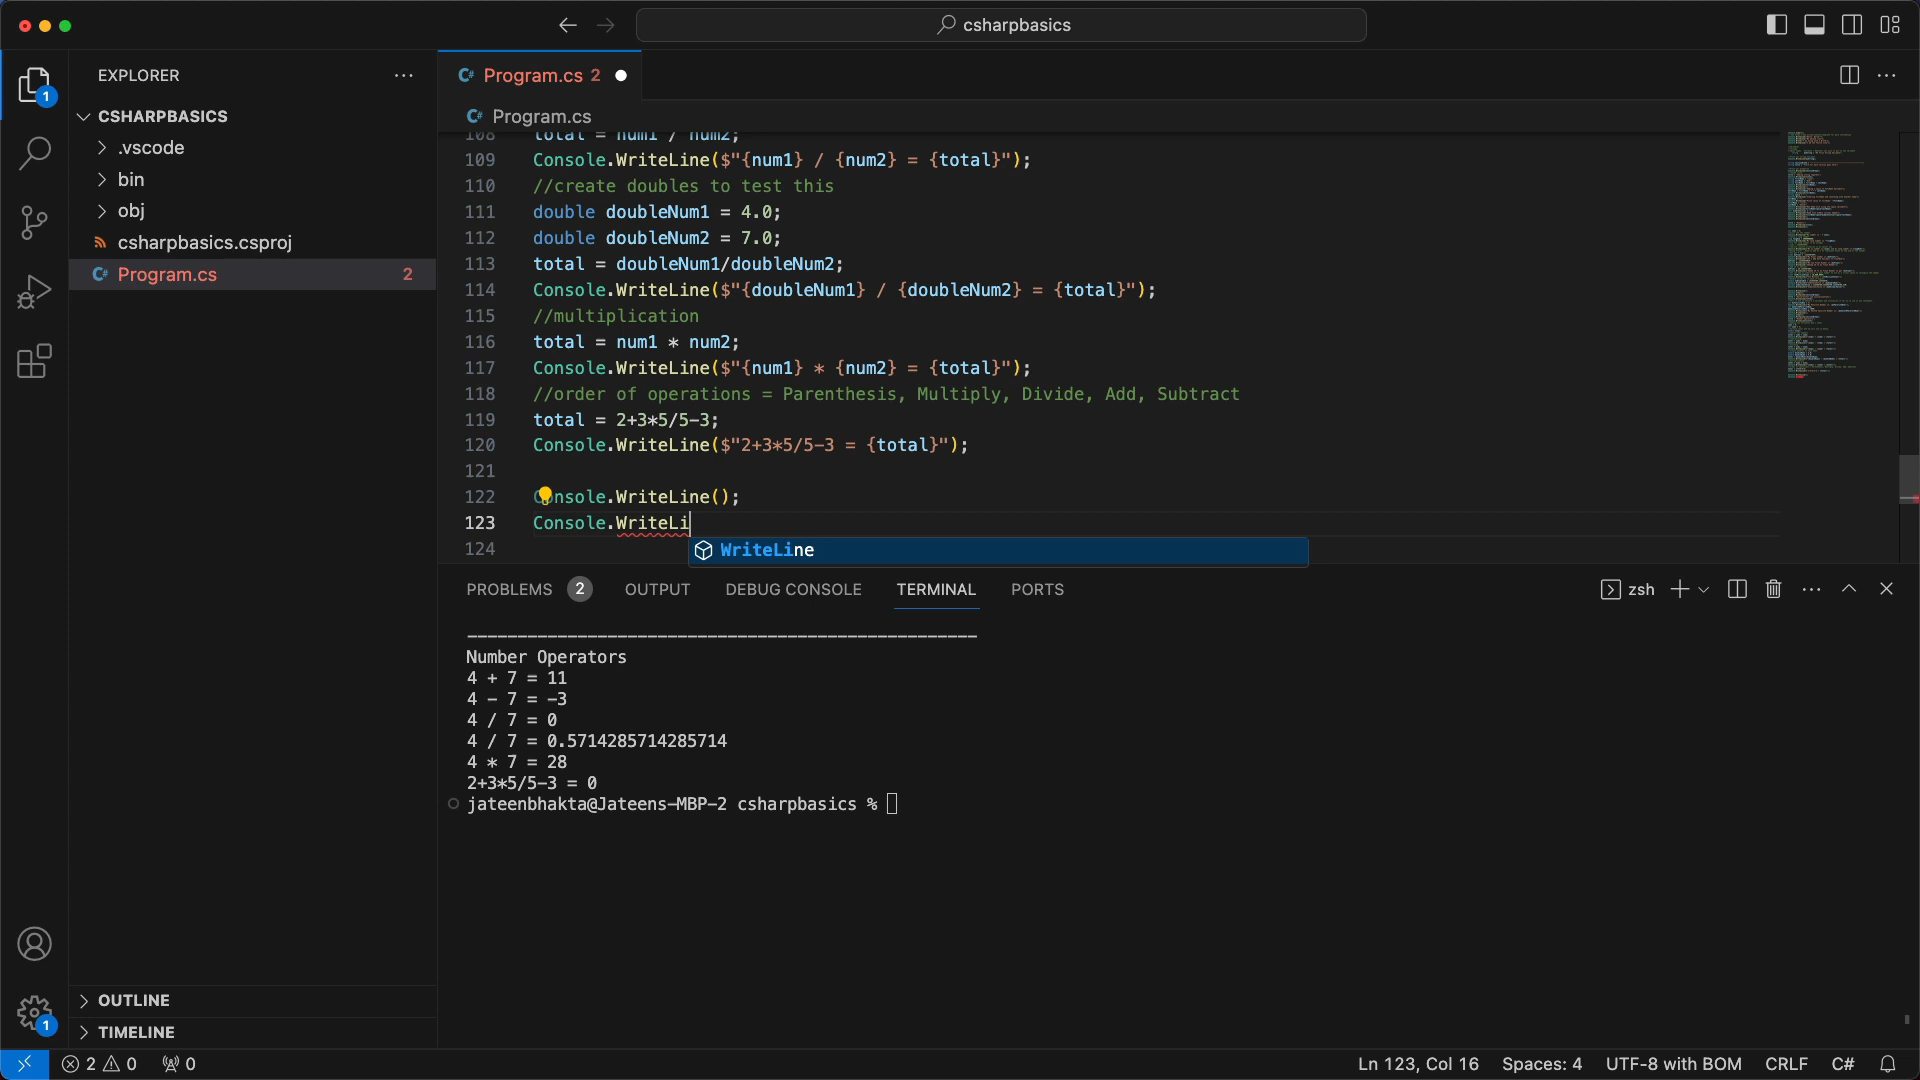 csharpbasics
EXPLORER
CSHARPBASICS
.vscode
bin
obj
csharpbasics.csproj
Program.cs 2
1
1
OUTLINE
TIMELINE
Program.cs 2
Program.cs
108 total = num1 / num2;
109 Console.WriteLine($"{num1} / {num2} = {total}");
110 //create doubles to test this
111 double doubleNum1 = 4.0;
112 double doubleNum2 = 7.0;
113 total = doubleNum1/doubleNum2;
114 Console.WriteLine($"{doubleNum1} / {doubleNum2} = {total}");
115 //multiplication
116 total = num1 * num2;
117 Console.WriteLine($"{num1} * {num2} = {total}");
118 //order of operations = Parenthesis, Multiply, Divide, Add, Subtract
119 total = 2+3*5/5-3;
120 Console.WriteLine($"2+3*5/5-3 = {total}");
121
122 Console.WriteLine();
123 Console.WriteLi
124
WriteLine
PROBLEMS 2 OUTPUT DEBUG CONSOLE TERMINAL PORTS zsh
---------------------------------------------------
Number Operators
4 + 7 = 11
4 - 7 = -3
4 / 7 = 0
4 / 7 = 0.5714285714285714
4 * 7 = 28
2+3*5/5-3 = 0
jateenbhakta@Jateens-MBP-2 csharpbasics %
2 0 0 Ln 123, Col 16 Spaces: 4 UTF-8 with BOM CRLF C#